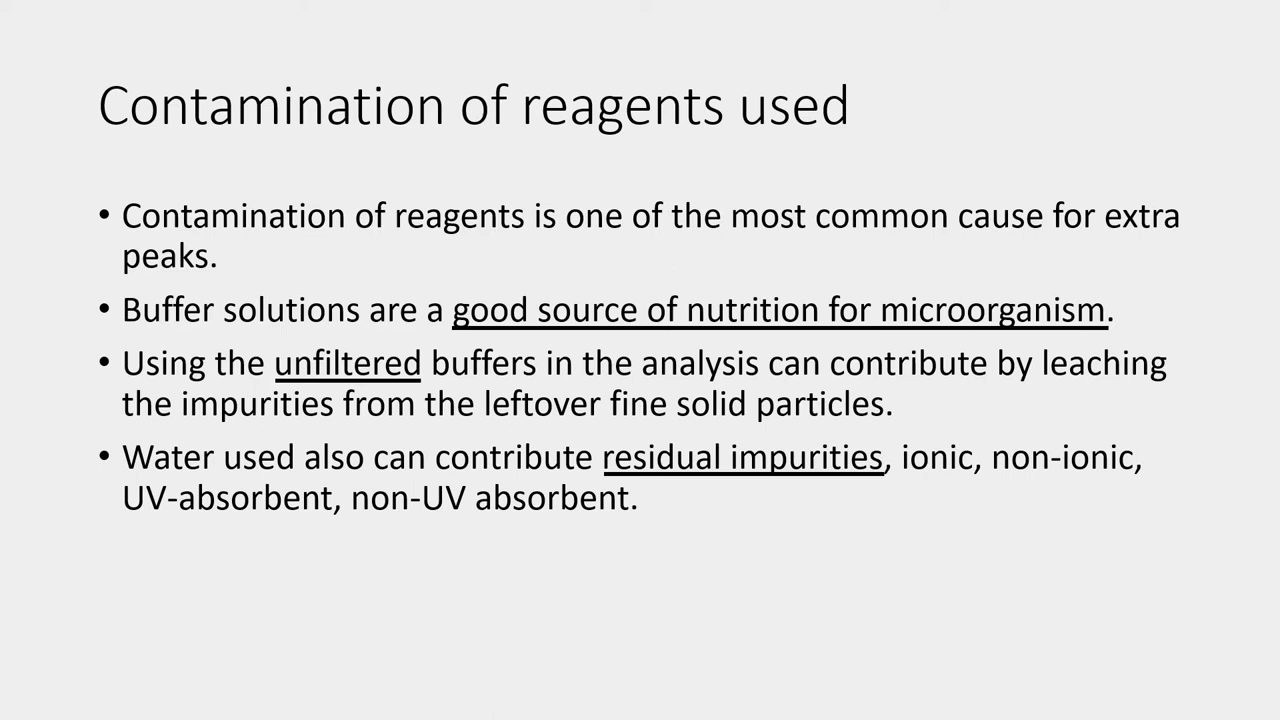 Contamination of reagents used
• Contamination of reagents is one of the most common cause for extra
peaks.
• Buffer solutions are a good source of nutrition for microorganism.
• Using the unfiltered buffers in the analysis can contribute by leaching
the impurities from the leftover fine solid particles.
• Water used also can contribute residual impurities, ionic, non-ionic,
UV-absorbent, non-UV absorbent.